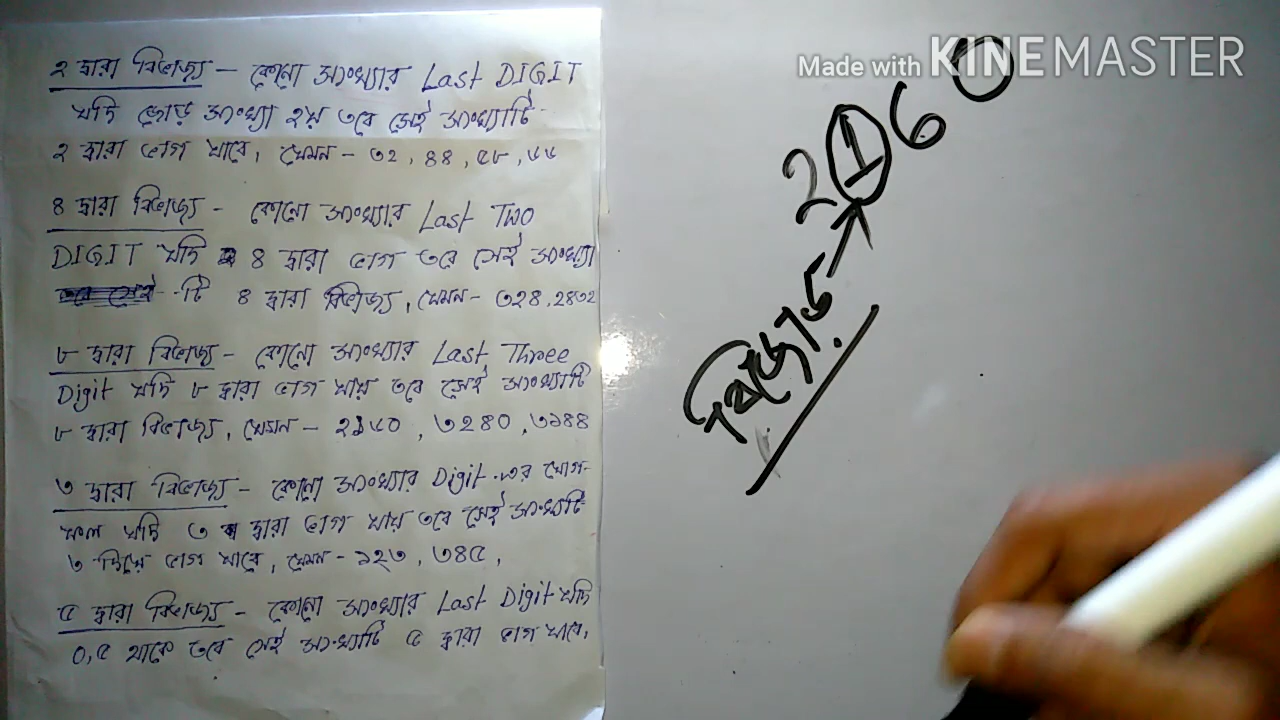 ২ দ্বারা বিভাজ্য – কোনো সংখ্যার Last DIGIT
যদি জোড় সংখ্যা হয় তবে সেই সংখ্যাটি
২ দ্বারা ভাগ যাবে, যেমন – ৩২, ৪৪, ৫৮, ৬৬
৪ দ্বারা বিভাজ্য – কোনো সংখ্যার Last TWO
DIGIT যদি ৪ দ্বারা ভাগ তবে সেই সংখ্যা
টি ৪ দ্বারা বিভাজ্য, যেমন – ৩২৪, ২৪৩২
৮ দ্বারা বিভাজ্য – কোনো সংখ্যার Last Three
Digit যদি ৮ দ্বারা ভাগ যায় তবে সেই সংখ্যাটি
৮ দ্বারা বিভাজ্য, যেমন – ২১৬০, ৩২৪০, ৩১৪৪
৩ দ্বারা বিভাজ্য – কোনো সংখ্যার Digit এর যোগ-
ফল যদি ৩ দ্বারা ভাগ যায় তবে সেই সংখ্যাটি
৩ দিয়ে ভাগ যাবে, যেমন – ১২৩, ৩৪৫,
৫ দ্বারা বিভাজ্য – কোনো সংখ্যার Last Digit যদি
০,৫ থাকে তবে সেই সংখ্যাটি ৫ দ্বারা ভাগ যাবে,
Made with KINEMASTER
2160
বিজোড়